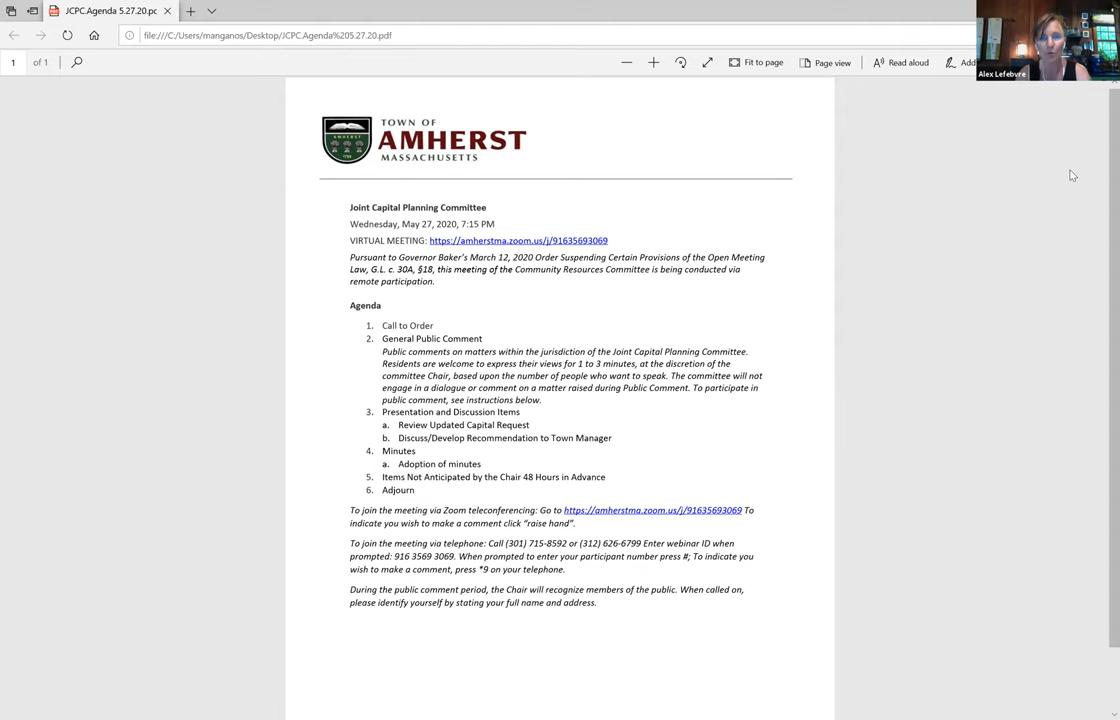 JCPC.Agenda 5.27.20.pc
file:///C:/Users/manganos/Desktop/JCPC.Agenda%205.27.20.pdf
1 of 1
Fit to page
Page view
Read aloud
Add
Alex Lefebvre
TOWN OF
AMHERST
MASSACHUSETTS
AMHERST
Joint Capital Planning Committee
Wednesday, May 27, 2020, 7:15 PM
VIRTUAL MEETING: https://amherstma.zoom.us/j/91635693069
Pursuant to Governor Baker's March 12, 2020 Order Suspending Certain Provisions of the Open Meeting
Law, G.L. c. 30A, §18, this meeting of the Community Resources Committee is being conducted via
remote participation.
Agenda
1. Call to Order
2. General Public Comment
Public comments on matters within the jurisdiction of the Joint Capital Planning Committee.
Residents are welcome to express their views for 1 to 3 minutes, at the discretion of the
committee Chair, based upon the number of people who want to speak. The committee will not
engage in a dialogue or comment on a matter raised during Public Comment. To participate in
public comment, see instructions below.
3. Presentation and Discussion Items
a. Review Updated Capital Request
b. Discuss/Develop Recommendation to Town Manager
4. Minutes
a. Adoption of minutes
5. Items Not Anticipated by the Chair 48 Hours in Advance
6. Adjourn
To join the meeting via Zoom teleconferencing: Go to https://amherstma.zoom.us/j/91635693069 To
indicate you wish to make a comment click "raise hand".
To join the meeting via telephone: Call (301) 715-8592 or (312) 626-6799 Enter webinar ID when
prompted: 916 3569 3069. When prompted to enter your participant number press #; To indicate you
wish to make a comment, press *9 on your telephone.
During the public comment period, the Chair will recognize members of the public. When called on,
please identify yourself by stating your full name and address.